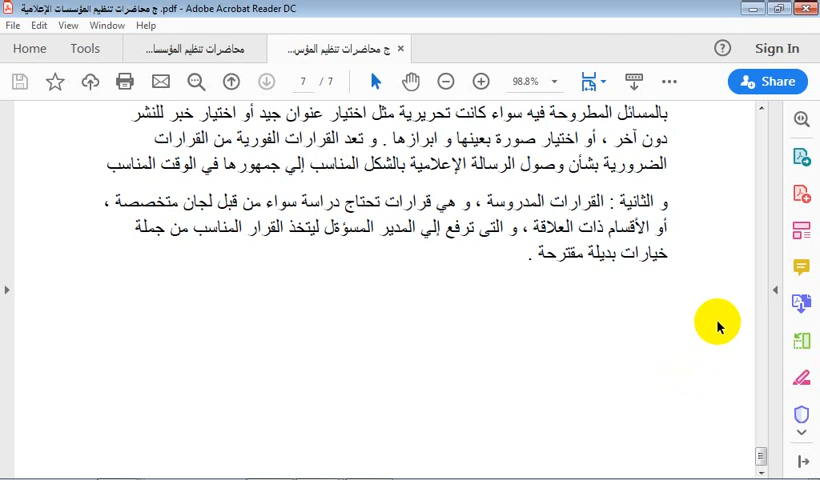 ج محاضرات تنظيم المؤسسات الإعلامية .pdf - Adobe Acrobat Reader DC
File Edit View Window Help
Home Tools محاضرات تنظيم المؤسسا... ج محاضرات تنظيم المؤس... × Sign In
7 / 7 98.8% Share
بالمسائل المطروحة فيه سواء كانت تحريرية مثل اختيار عنوان جيد أو اختيار خبر للنشر
دون آخر ، أو اختيار صورة بعينها و ابرازها . و تعد القرارات الفورية من القرارات
الضرورية بشأن وصول الرسالة الإعلامية بالشكل المناسب إلي جمهورها في الوقت المناسب
و الثانية : القرارات المدروسة ، و هي قرارات تحتاج دراسة سواء من قبل لجان متخصصة ،
أو الأقسام ذات العلاقة ، و التى ترفع إلي المدير المسؤقل ليتخذ القرار المناسب من جملة
خيارات بديلة مقترحة .